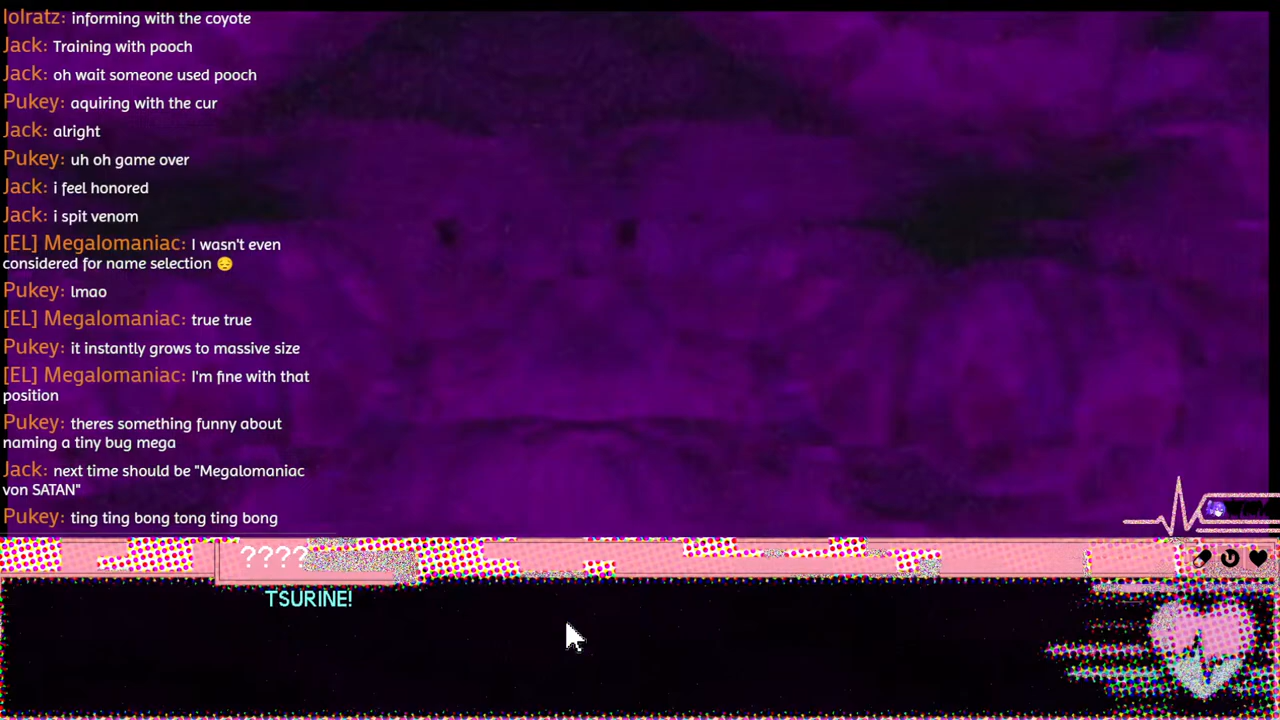 lolratz: informing with the coyote
Jack: Training with pooch
Jack: oh wait someone used pooch
Pukey: aquiring with the cur
Jack: alright
Pukey: uh oh game over
Jack: i feel honored
Jack: i spit venom
[EL] Megalomaniac: I wasn't even
considered for name selection 😔
Pukey: lmao
[EL] Megalomaniac: true true
Pukey: it instantly grows to massive size
[EL] Megalomaniac: I'm fine with that
position
Pukey: theres something funny about
naming a tiny bug mega
Jack: next time should be "Megalomaniac
von SATAN"
Pukey: ting ting bong tong ting bong
????
TSURINE!